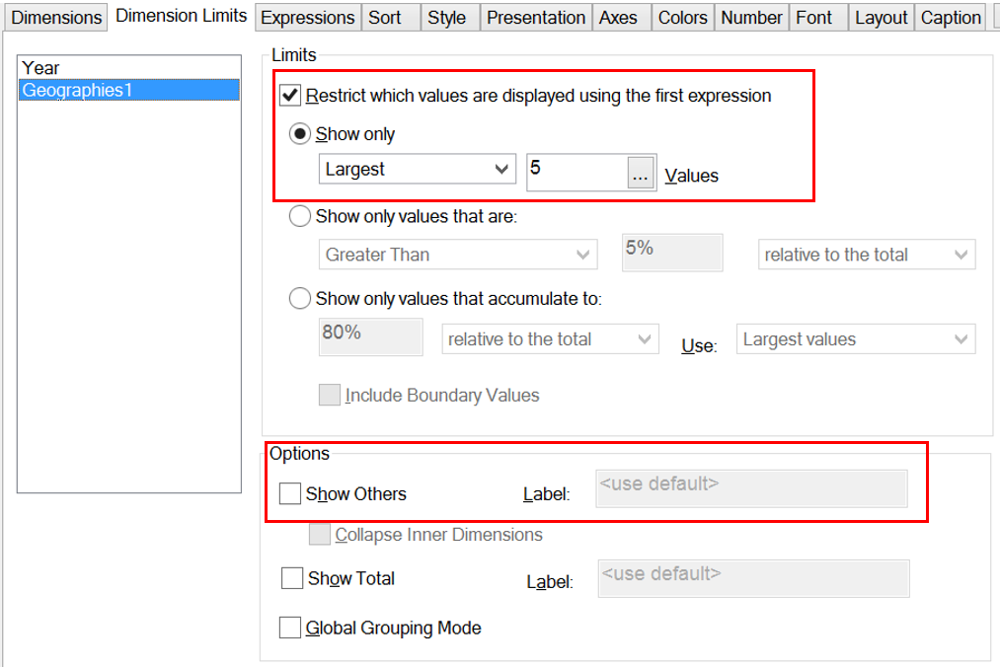 Dimensions Dimension Limits Expressions Sort Style Presentation Axes Colors Number Font Layout Caption
Year
Geographies1
Limits
Restrict which values are displayed using the first expression
Show only
Largest 5 ... Values
Show only values that are:
Greater Than 5% relative to the total
Show only values that accumulate to:
80% relative to the total Use: Largest values
Include Boundary Values
Options
Show Others Label: <use default>
Collapse Inner Dimensions
Show Total Label: <use default>
Global Grouping Mode